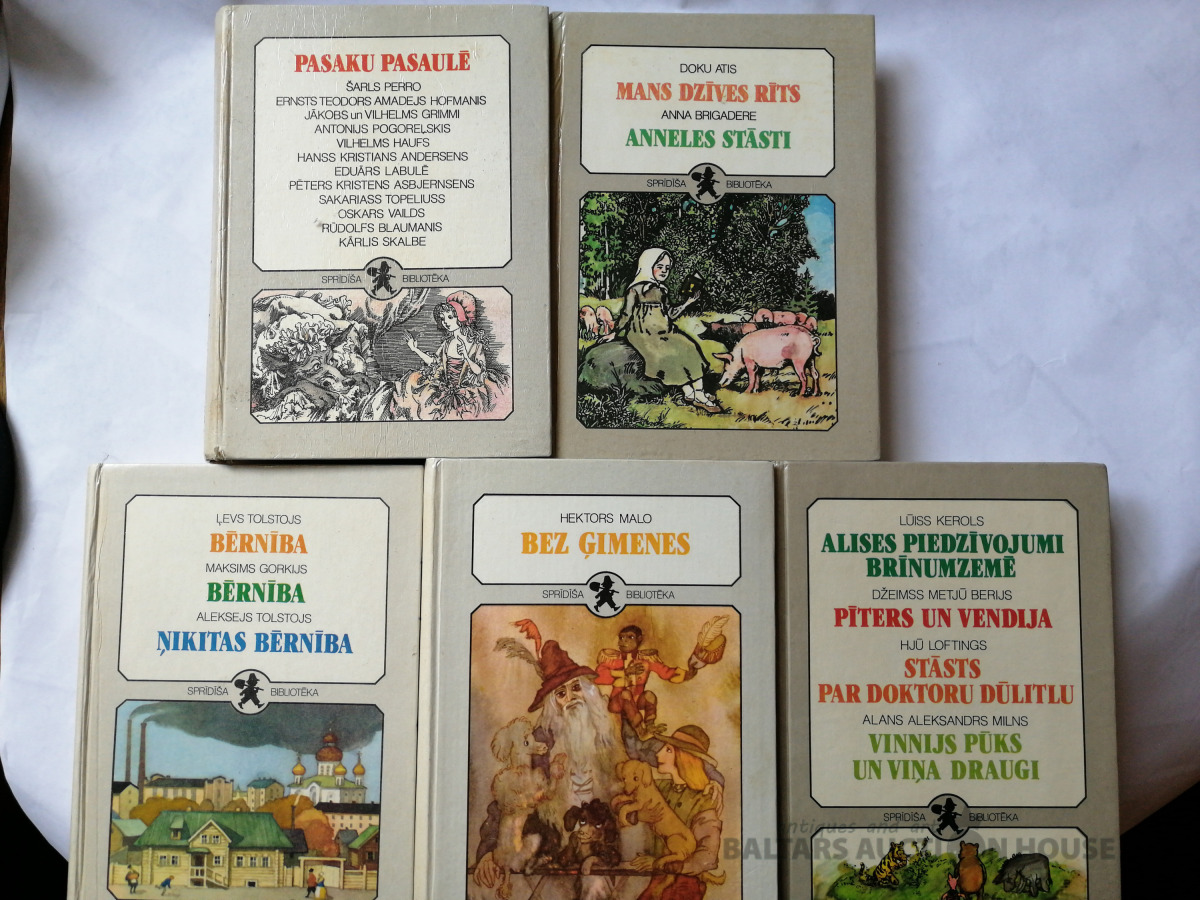 PASAKU PASAULĒ
ŠARLS PERRO
ERNSTS TEODORS AMADEJS HOFMANIS
JĀKOBS un VILHELMS GRIMMI
ANTONIJS POGOREĻSKIS
VILHELMS HAUFS
HANSS KRISTIANS ANDERSENS
EDUĀRS LABULĒ
PĒTERS KRISTENS ASBJERNSENS
SAKARIASS TOPELIUSS
OSKARS VAILDS
RŪDOLFS BLAUMANIS
KĀRLIS SKALBE
SPRĪDĪŠA BIBLIOTĒKA
DOKU ATIS
MANS DZĪVES RĪTS
ANNA BRIGADERE
ANNELES STĀSTI
SPRĪDĪŠA BIBLIOTĒKA
ĻEVS TOLSTOJS
BĒRNĪBA
MAKSIMS GORKIJS
BĒRNĪBA
ALEKSEJS TOLSTOJS
ŅIKITAS BĒRNĪBA
SPRĪDĪŠA BIBLIOTĒKA
HEKTORS MALO
BEZ ĢIMENES
SPRĪDĪŠA BIBLIOTĒKA
LŪISS KEROLS
ALISES PIEDZĪVOJUMI
BRĪNUMZEMĒ
DŽEIMSS METJŪ BERIJS
PĪTERS UN VENDIJA
HJŪ LOFTINGS
STĀSTS
PAR DOKTORU DŪLITLU
ALANS ALEKSANDRS MILNS
VINNIJS PŪKS
UN VIŅA DRAUGI
SPRĪDĪŠA BIBLIOTĒKA
antiques and art
BALTARS AUCTION HOUSE